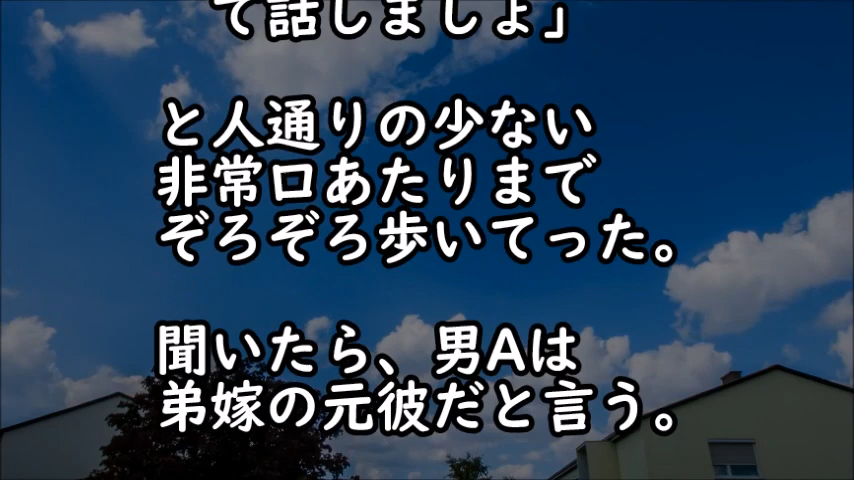 て話しましょ」
と人通りの少ない
非常口あたりまで
ぞろぞろ歩いてった。
聞いたら、男Aは
弟嫁の元彼だと言う。